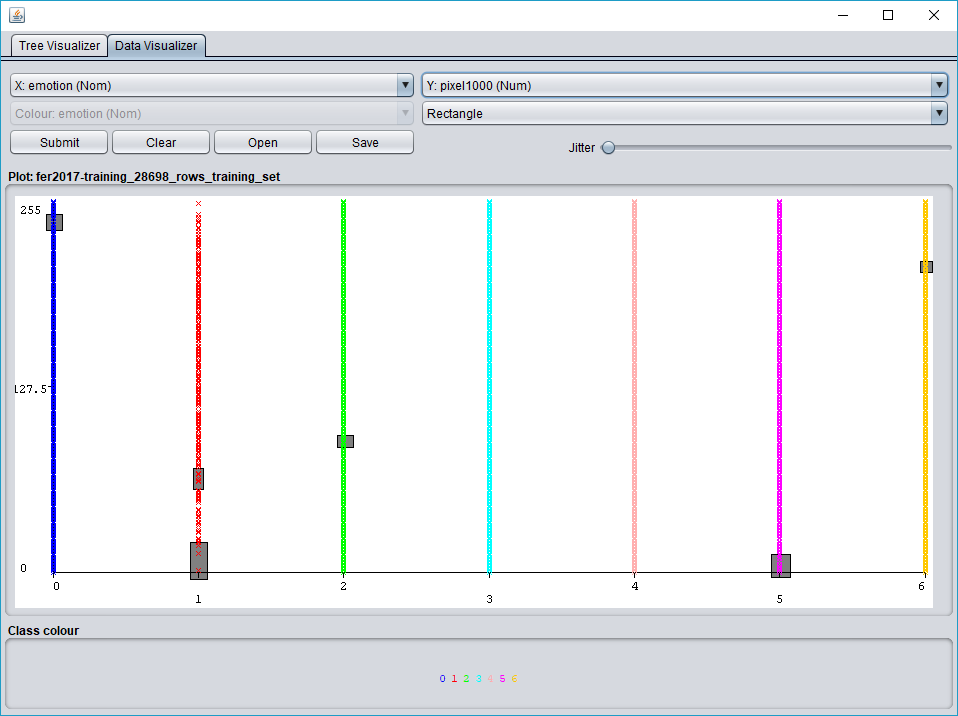 Tree Visualizer Data Visualizer
X: emotion (Nom) Y: pixel1000 (Num)
Colour: emotion (Nom) Rectangle
Submit Clear Open Save Jitter
Plot: fer2017-training_28698_rows_training_set
255
127.5
0
0 1 2 3 4 5 6
Class colour
0 1 2 3 4 5 6